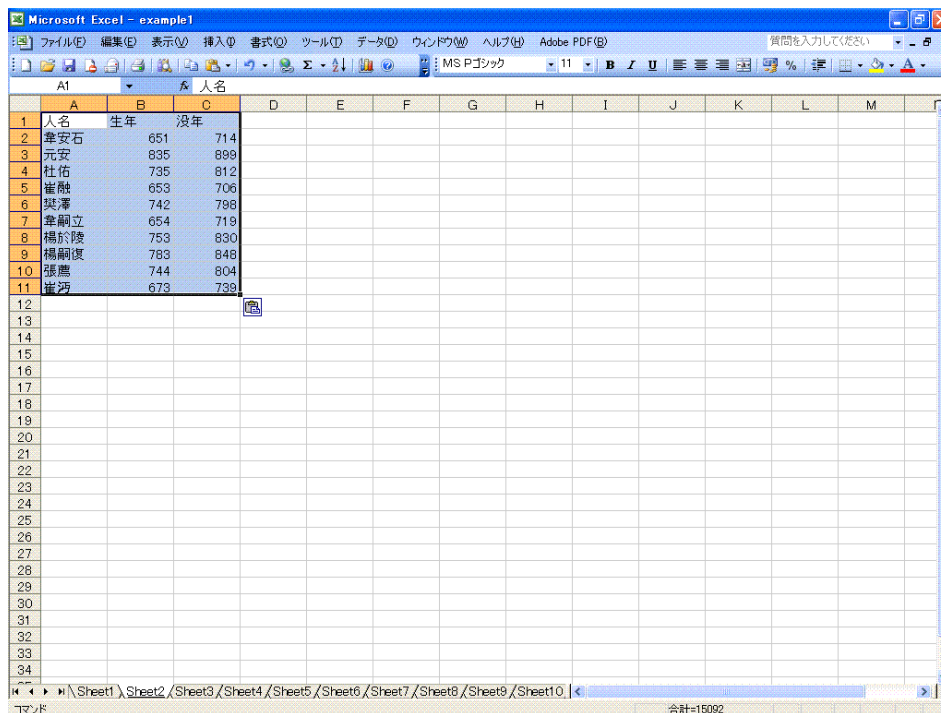 Microsoft Excel - example1
ファイル(F) 編集(E) 表示(V) 挿入(I) 書式(O) ツール(T) データ(D) ウィンドウ(W) ヘルプ(H) Adobe PDF(B) 質問を入力してください
MS Pゴシック 11 B I U % A
A1 fx 人名
A B C D E F G H I J K L M
1 人名 生年 没年
2 韋安石 651 714
3 元安 835 899
4 杜佑 735 812
5 崔融 653 706
6 樊澤 742 798
7 韋嗣立 654 719
8 楊於陵 753 830
9 楊嗣復 783 848
10 張薦 744 804
11 崔沔 673 739
12
13
14
15
16
17
18
19
20
21
22
23
24
25
26
27
28
29
30
31
32
33
34
Sheet1 Sheet2 Sheet3 Sheet4 Sheet5 Sheet6 Sheet7 Sheet8 Sheet9 Sheet10
コマンド 合計=15092